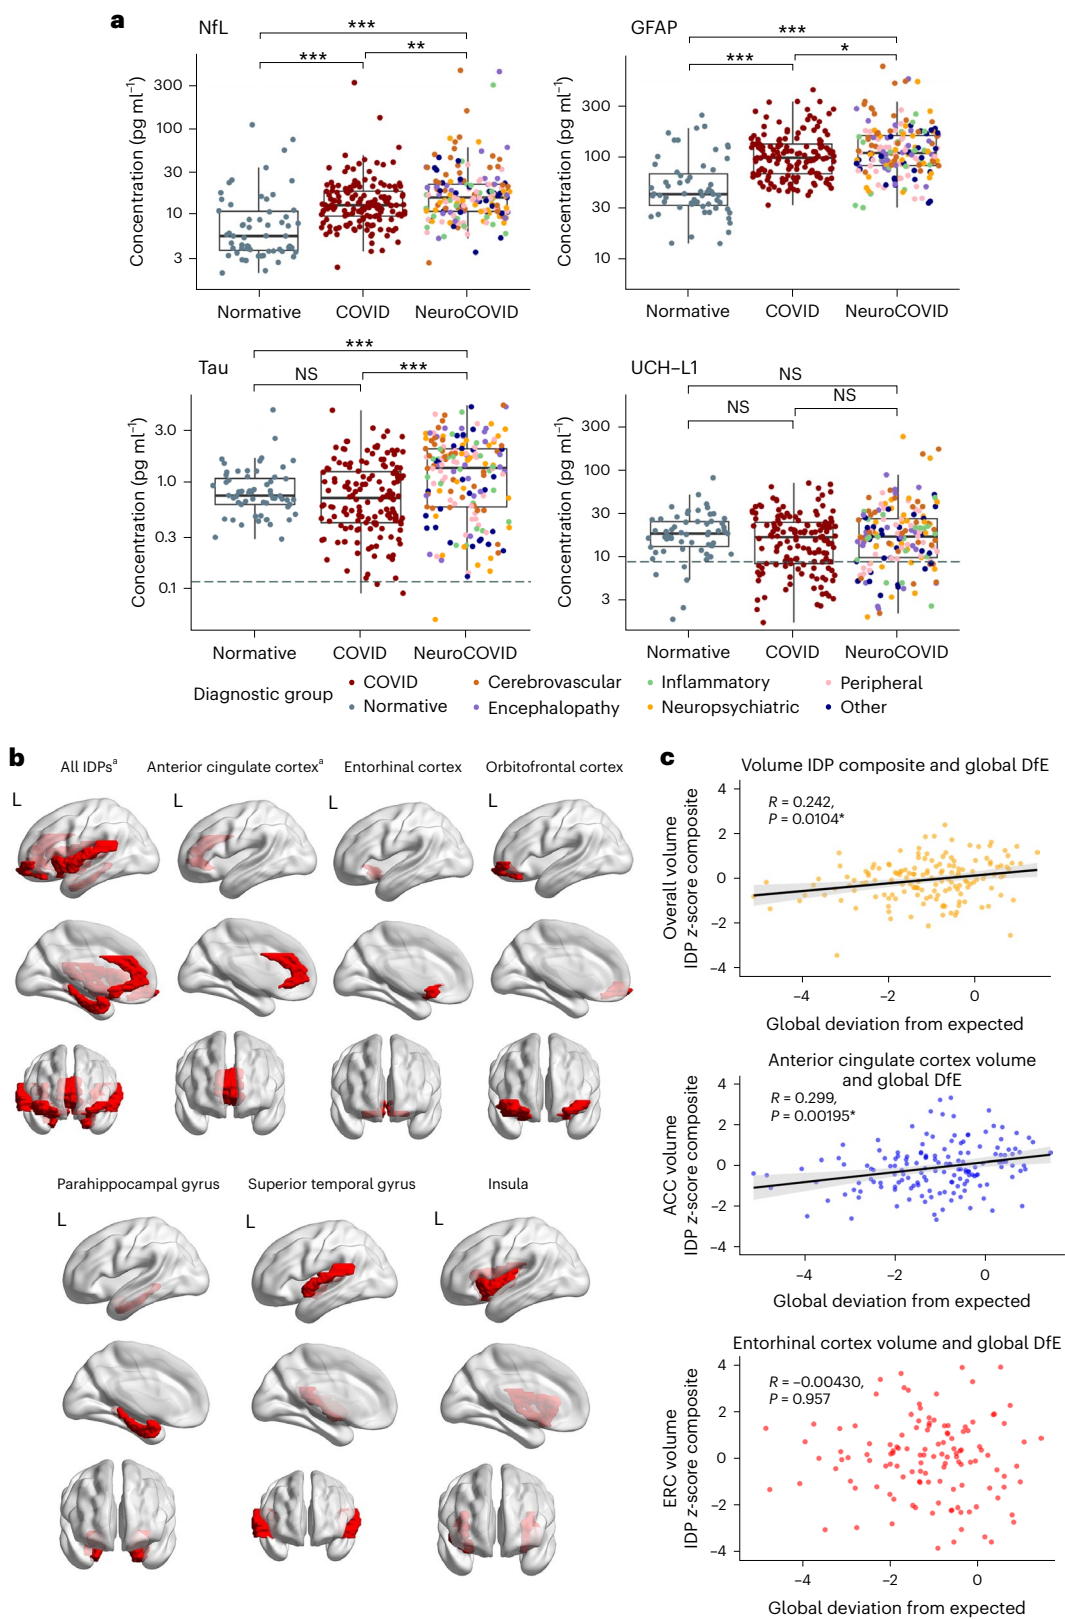 a
NfL
***
***
**
Concentration (pg ml⁻¹)
300
100
30
10
3
Normative
COVID
NeuroCOVID
GFAP
***
***
*
Concentration (pg ml⁻¹)
300
100
30
10
Normative
COVID
NeuroCOVID
Tau
***
NS
***
Concentration (pg ml⁻¹)
3.0
1.0
0.3
0.1
Normative
COVID
NeuroCOVID
UCH–L1
NS
NS
NS
Concentration (pg ml⁻¹)
300
100
30
10
3
Normative
COVID
NeuroCOVID
Diagnostic group
COVID
Normative
Cerebrovascular
Encephalopathy
Inflammatory
Neuropsychiatric
Peripheral
Other
b
All IDPsᵃ
Anterior cingulate cortexᵃ
Entorhinal cortex
Orbitofrontal cortex
L
L
L
L
Parahippocampal gyrus
Superior temporal gyrus
Insula
L
L
L
c
Volume IDP composite and global DfE
R = 0.242,
P = 0.0104*
Overall volume
IDP z-score composite
4
2
0
−2
−4
−4
−2
0
Global deviation from expected
Anterior cingulate cortex volume
and global DfE
R = 0.299,
P = 0.00195*
ACC volume
IDP z-score composite
4
2
0
−2
−4
−4
−2
0
Global deviation from expected
Entorhinal cortex volume and global DfE
R = −0.00430,
P = 0.957
ERC volume
IDP z-score composite
4
2
0
−2
−4
−4
−2
0
Global deviation from expected